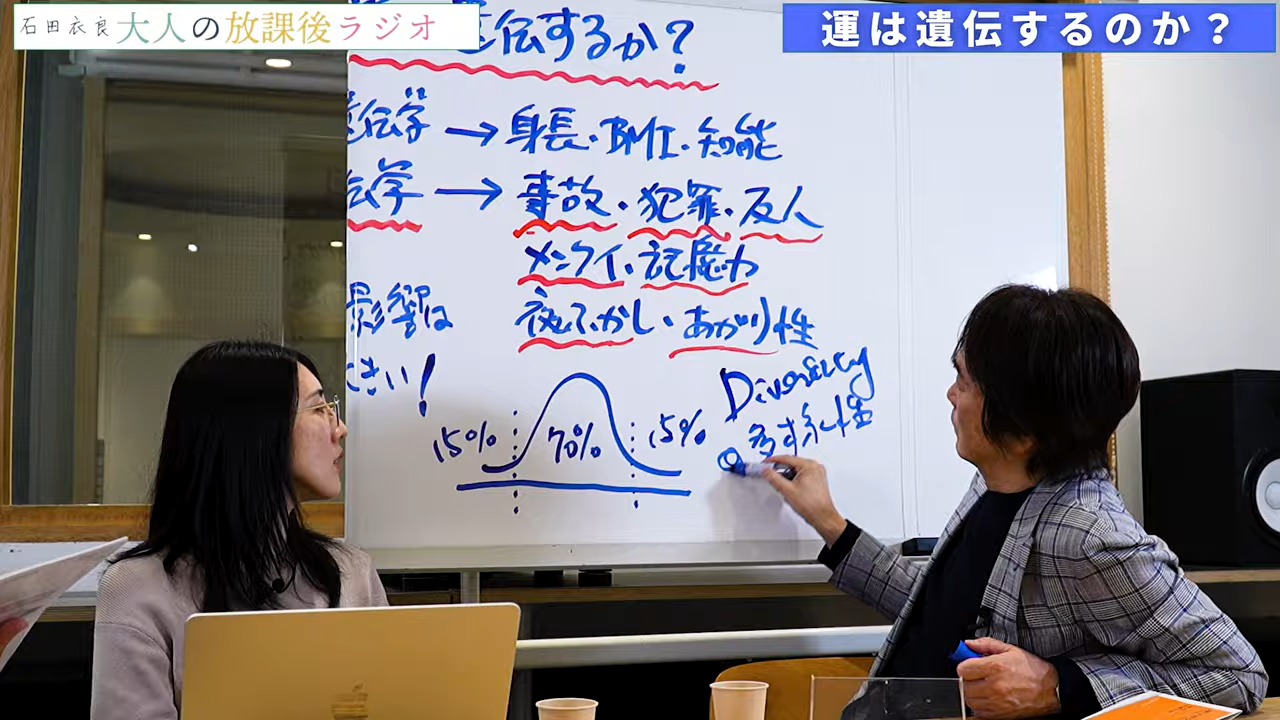 石田衣良 大人の放課後ラジオ
運は遺伝するのか?
伝するか?
伝学 → 身長・BMI・知能
伝学 → 事故・犯罪・友人
メンクイ・記憶力
影響は 夜ふかし・あがり性
きい!
Diversity
15% 70% 15%
多様性